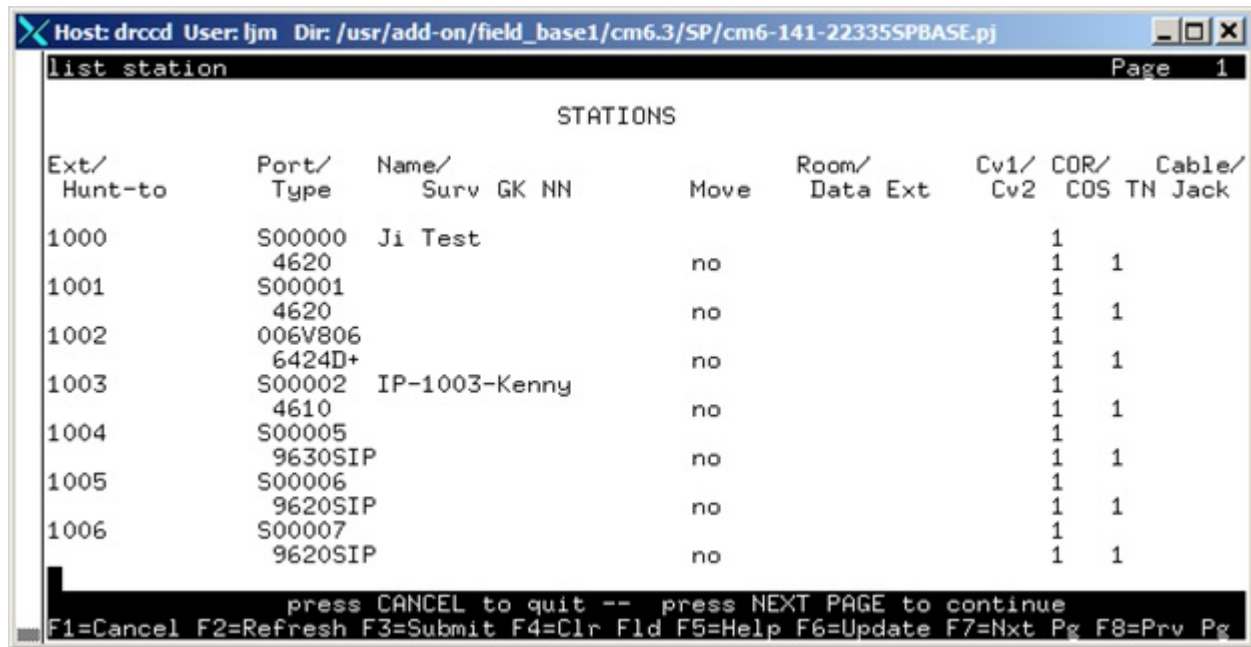 Host: drccd User: ljm Dir: /usr/add-on/field_base1/cm6.3/SP/cm6-141-22335SPBASE.pj
list station Page 1
STATIONS
Ext/ Port/ Name/ Room/ Cv1/ COR/ Cable/
Hunt-to Type Surv GK NN Move Data Ext Cv2 COS TN Jack
1000 S00000 Ji Test 1
4620 no 1 1
1001 S00001 1
4620 no 1 1
1002 006V806 1
6424D+ no 1 1
1003 S00002 IP-1003-Kenny 1
4610 no 1 1
1004 S00005 1
9630SIP no 1 1
1005 S00006 1
9620SIP no 1 1
1006 S00007 1
9620SIP no 1 1
press CANCEL to quit -- press NEXT PAGE to continue
F1=Cancel F2=Refresh F3=Submit F4=Clr Fld F5=Help F6=Update F7=Nxt Pg F8=Prv Pg